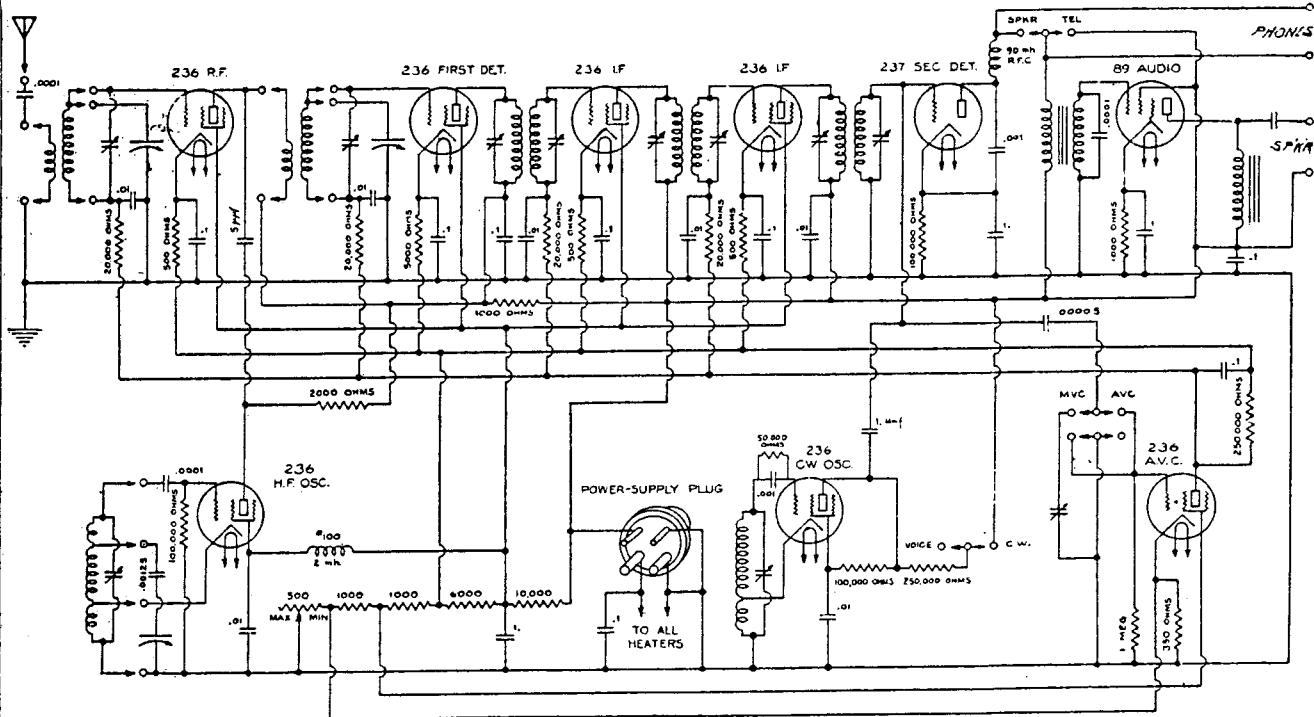 SPKR
TEL
PHONES
90 mh
R.F.C
.0001
236 R.F.
236 FIRST DET.
236 I.F
236 I.F
237 SEC DET.
89 AUDIO
.0001
.001
SPKR
.01
.01
20,000 OHMS
500 OHMS
.1
20,000 OHMS
5000 OHMS
.1
.1
.01
20,000 OHMS
500 OHMS
.1
.01
20,000 OHMS
500 OHMS
.1
.01
100,000 OHMS
1.
1000 OHMS
.1
.1
1000 OHMS
.00005
2000 OHMS
.1
MVC
AVC
250,000 OHMS
1. Mmf
50,000
OHMS
.0001
236
H.F. OSC.
236
CW OSC.
236
A.V.C.
POWER-SUPPLY PLUG
.001
100,000 OHMS
#100
2 mh
VOICE
C.W.
.00125
100,000 OHMS
250,000 OHMS
500
1000
1000
6000
10,000
MAX
MIN
.01
1.
.1
TO ALL
HEATERS
.01
1 MEG
350 OHMS